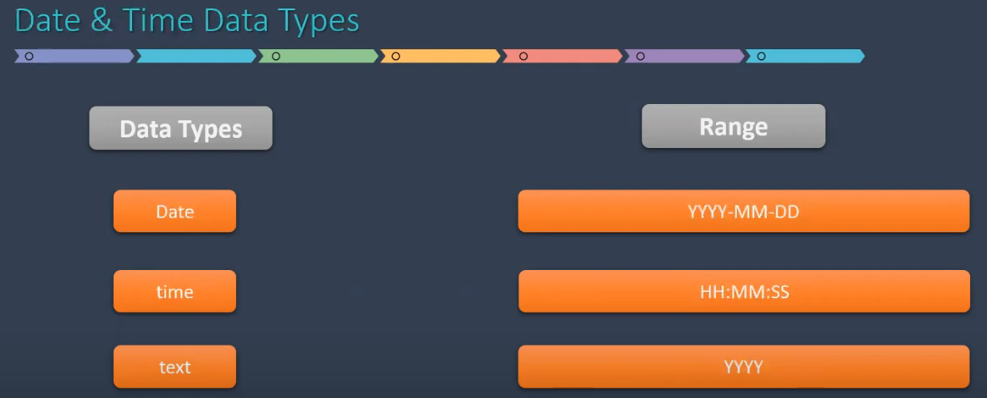 Date & Time Data Types
Data Types
Range
Date
YYYY-MM-DD
time
HH:MM:SS
text
YYYY